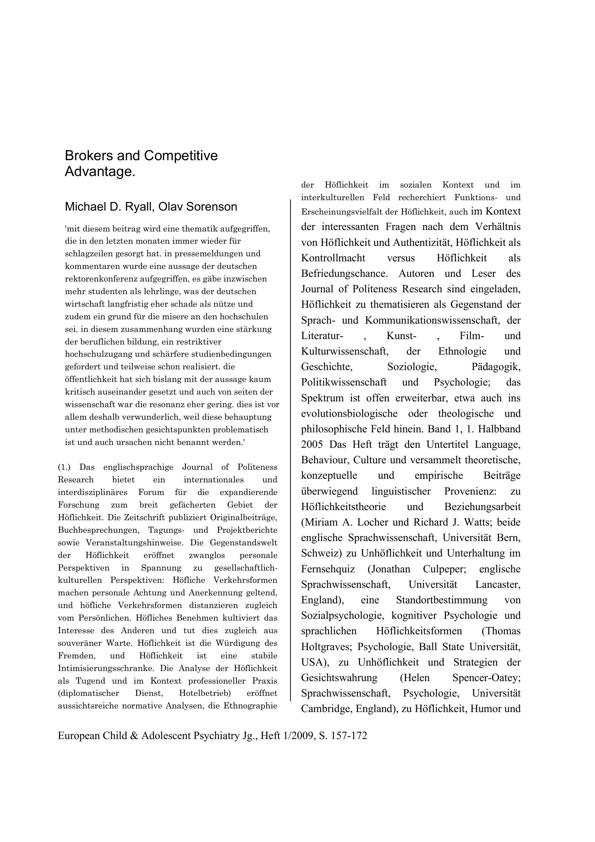 Brokers and Competitive
Advantage.
Michael D. Ryall, Olav Sorenson
'mit diesem beitrag wird eine thematik aufgegriffen,
die in den letzten monaten immer wieder für
schlagzeilen gesorgt hat. in pressemeldungen und
kommentaren wurde eine aussage der deutschen
rektorenkonferenz aufgegriffen, es gäbe inzwischen
mehr studenten als lehrlinge, was der deutschen
wirtschaft langfristig eher schade als nütze und
zudem ein grund für die misere an den hochschulen
sei. in diesem zusammenhang wurden eine stärkung
der beruflichen bildung, ein restriktiver
hochschulzugang und schärfere studienbedingungen
gefordert und teilweise schon realisiert. die
öffentlichkeit hat sich bislang mit der aussage kaum
kritisch auseinander gesetzt und auch von seiten der
wissenschaft war die resonanz eher gering. dies ist vor
allem deshalb verwunderlich, weil diese behauptung
unter methodischen gesichtspunkten problematisch
ist und auch ursachen nicht benannt werden.'
(1.) Das englischsprachige Journal of Politeness
Research bietet ein internationales und
interdisziplinäres Forum für die expandierende
Forschung zum breit gefächerten Gebiet der
Höflichkeit. Die Zeitschrift publiziert Originalbeiträge,
Buchbesprechungen, Tagungs- und Projektberichte
sowie Veranstaltungshinweise. Die Gegenstandswelt
der Höflichkeit eröffnet zwanglos personale
Perspektiven in Spannung zu gesellschaftlich-
kulturellen Perspektiven: Höfliche Verkehrsformen
machen personale Achtung und Anerkennung geltend,
und höfliche Verkehrsformen distanzieren zugleich
vom Persönlichen. Höfliches Benehmen kultiviert das
Interesse des Anderen und tut dies zugleich aus
souveräner Warte. Höflichkeit ist die Würdigung des
Fremden, und Höflichkeit ist eine stabile
Intimisierungsschranke. Die Analyse der Höflichkeit
als Tugend und im Kontext professioneller Praxis
(diplomatischer Dienst, Hotelbetrieb) eröffnet
aussichtsreiche normative Analysen, die Ethnographie
der Höflichkeit im sozialen Kontext und im
interkulturellen Feld recherchiert Funktions- und
Erscheinungsvielfalt der Höflichkeit, auch im Kontext
der interessanten Fragen nach dem Verhältnis
von Höflichkeit und Authentizität, Höflichkeit als
Kontrollmacht versus Höflichkeit als
Befriedungschance. Autoren und Leser des
Journal of Politeness Research sind eingeladen,
Höflichkeit zu thematisieren als Gegenstand der
Sprach- und Kommunikationswissenschaft, der
Literatur- , Kunst- , Film- und
Kulturwissenschaft, der Ethnologie und
Geschichte, Soziologie, Pädagogik,
Politikwissenschaft und Psychologie; das
Spektrum ist offen erweiterbar, etwa auch ins
evolutionsbiologische oder theologische und
philosophische Feld hinein. Band 1, 1. Halbband
2005 Das Heft trägt den Untertitel Language,
Behaviour, Culture und versammelt theoretische,
konzeptuelle und empirische Beiträge
überwiegend linguistischer Provenienz: zu
Höflichkeitstheorie und Beziehungsarbeit
(Miriam A. Locher und Richard J. Watts; beide
englische Sprachwissenschaft, Universität Bern,
Schweiz) zu Unhöflichkeit und Unterhaltung im
Fernsehquiz (Jonathan Culpeper; englische
Sprachwissenschaft, Universität Lancaster,
England), eine Standortbestimmung von
Sozialpsychologie, kognitiver Psychologie und
sprachlichen Höflichkeitsformen (Thomas
Holtgraves; Psychologie, Ball State Universität,
USA), zu Unhöflichkeit und Strategien der
Gesichtswahrung (Helen Spencer-Oatey;
Sprachwissenschaft, Psychologie, Universität
Cambridge, England), zu Höflichkeit, Humor und
European Child & Adolescent Psychiatry Jg., Heft 1/2009, S. 157-172